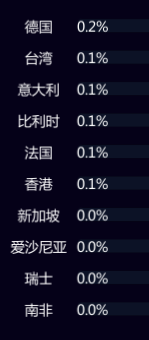 德国 0.2%
台湾 0.1%
意大利 0.1%
比利时 0.1%
法国 0.1%
香港 0.1%
新加坡 0.0%
爱沙尼亚 0.0%
瑞士 0.0%
南非 0.0%